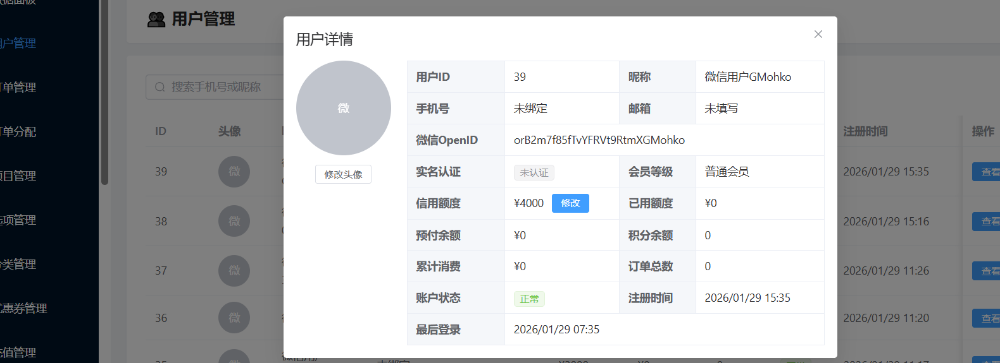 用户管理
用户管理
订单管理
订单分配
项目管理
选项管理
分类管理
优惠券管理
充值管理
搜索手机号或昵称
ID 头像 注册时间 操作
39 微 2026/01/29 15:35 查看
38 微 2026/01/29 15:16 查看
37 微 2026/01/29 11:26 查看
36 微 2026/01/29 11:20 查看
用户详情
微
修改头像
用户ID 39 昵称 微信用户GMohko
手机号 未绑定 邮箱 未填写
微信OpenID orB2m7f85fTvYFRVt9RtmXGMohko
实名认证 未认证 会员等级 普通会员
信用额度 ¥4000 修改 已用额度 ¥0
预付余额 ¥0 积分余额 0
累计消费 ¥0 订单总数 0
账户状态 正常 注册时间 2026/01/29 15:35
最后登录 2026/01/29 07:35